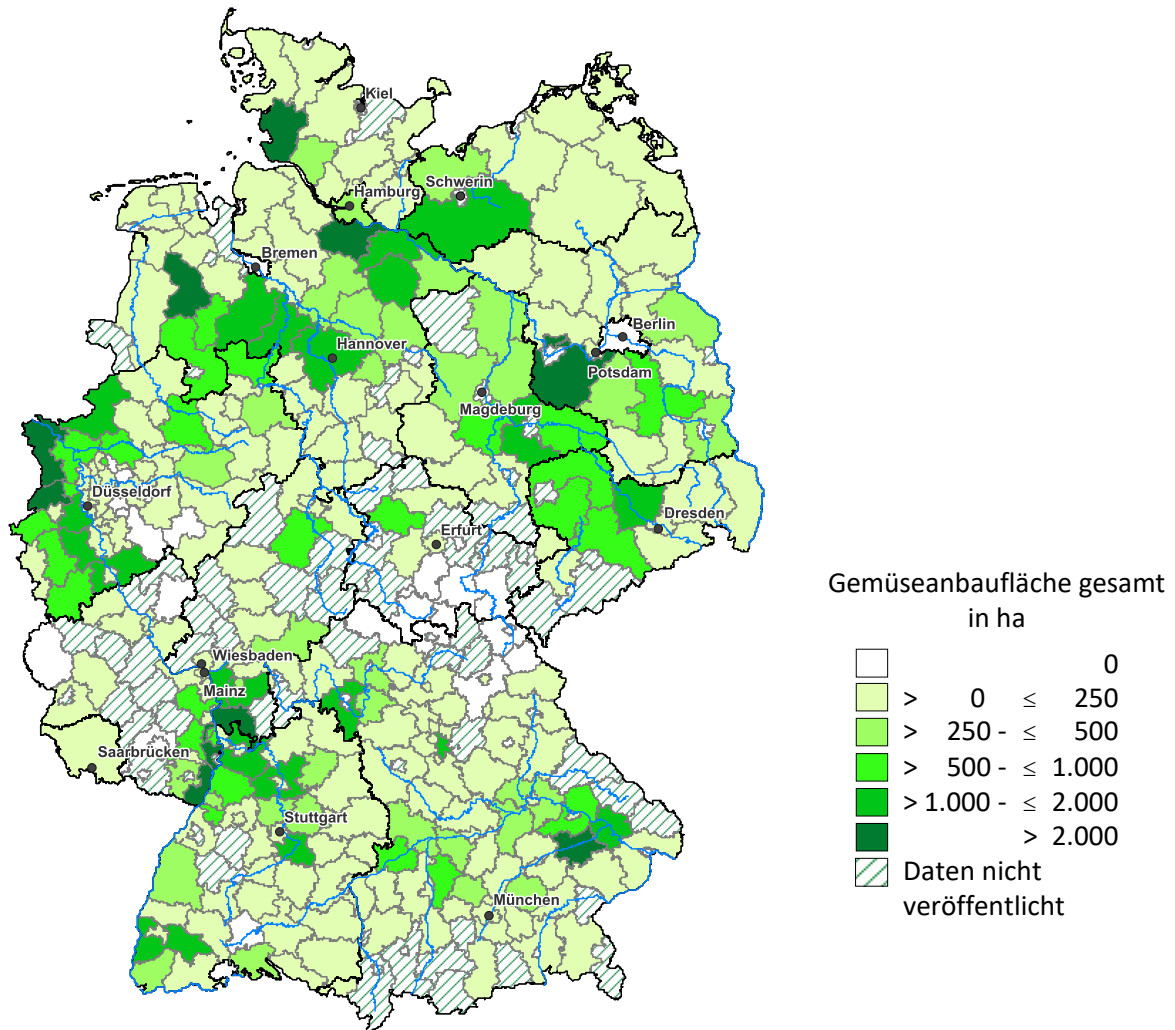 Kiel
Hamburg
Schwerin
Bremen
Berlin
Hannover
Potsdam
Magdeburg
Düsseldorf
Dresden
Erfurt
Wiesbaden
Mainz
Saarbrücken
Stuttgart
München
Gemüseanbaufläche gesamt
in ha
0
> 0 ≤ 250
> 250 - ≤ 500
> 500 - ≤ 1.000
> 1.000 - ≤ 2.000
> 2.000
Daten nicht
veröffentlicht